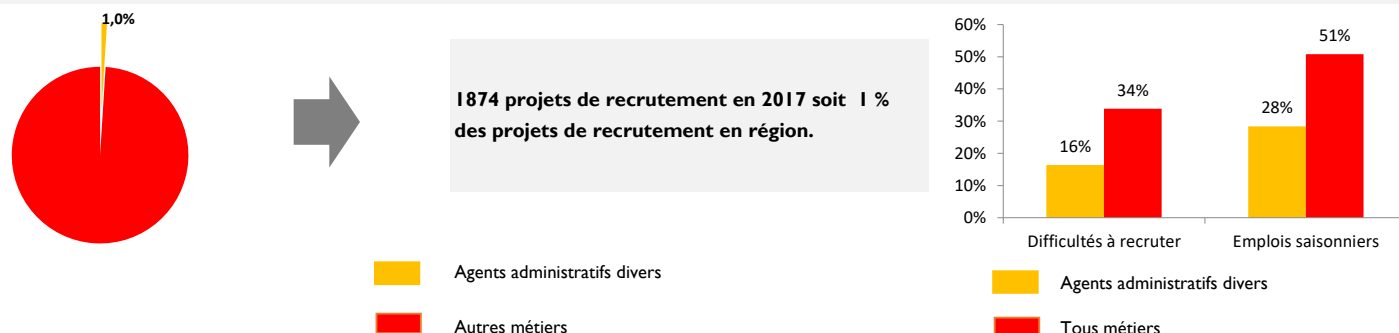 1,0%
1874 projets de recrutement en 2017 soit 1 %
des projets de recrutement en région.
Agents administratifs divers
Autres métiers
60%
50%
40%
30%
20%
10%
0%
16%
34%
28%
51%
Difficultés à recruter
Emplois saisonniers
Agents administratifs divers
Tous métiers